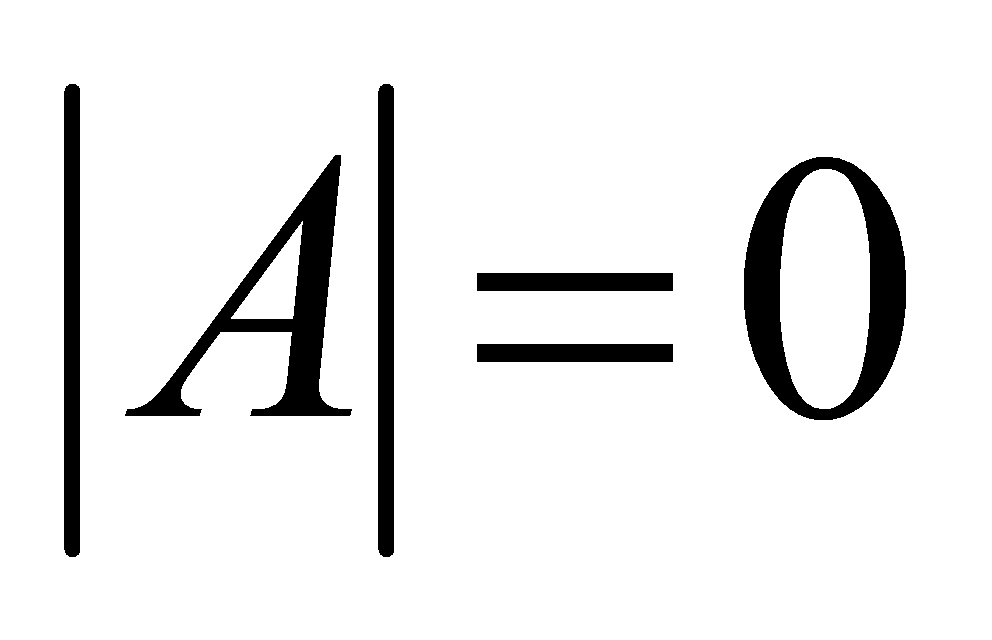 |A| = 0